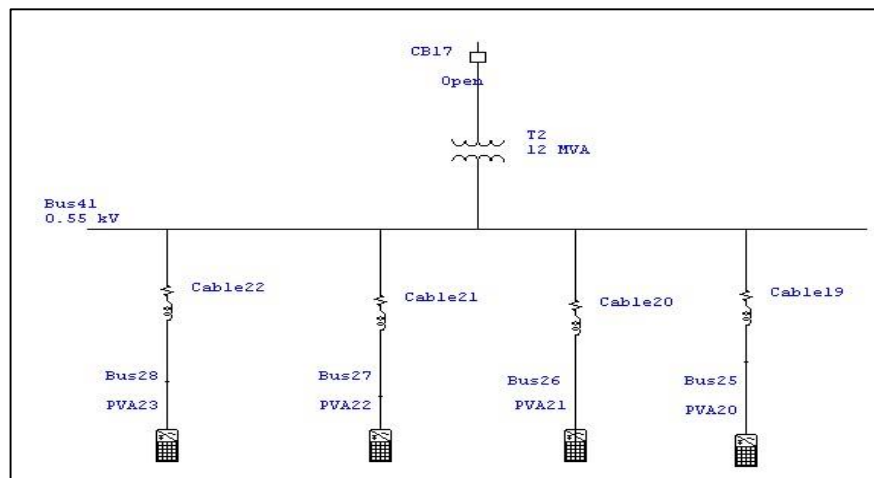 CB17
Open
T2
12 MVA
Bus41
0.55 kV
Cable22
Cable21
Cable20
Cable19
Bus28
Bus27
Bus26
Bus25
PVA23
PVA22
PVA21
PVA20